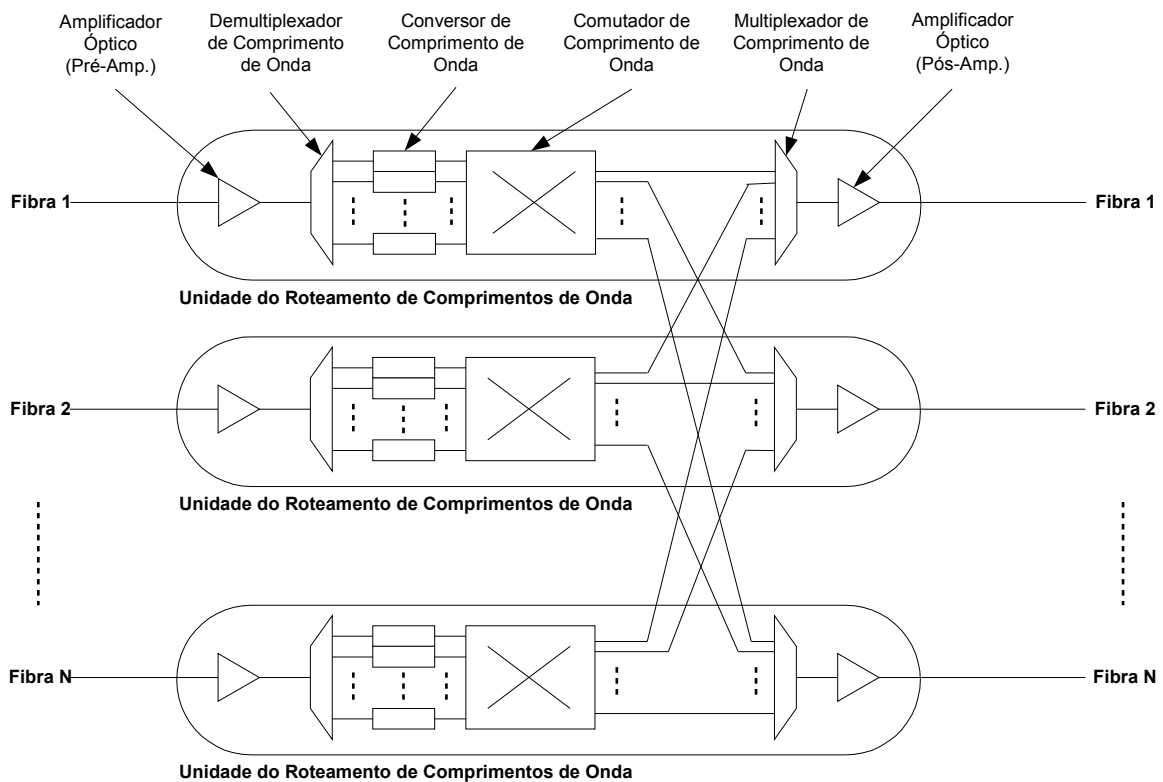 Amplificador
Óptico
(Pré-Amp.)
Demultiplexador
de Comprimento
de Onda
Conversor de
Comprimento de
Onda
Comutador de
Comprimento de
Onda
Multiplexador de
Comprimento de
Onda
Amplificador
Óptico
(Pós-Amp.)
Fibra 1
Fibra 1
Unidade do Roteamento de Comprimentos de Onda
Fibra 2
Fibra 2
Unidade do Roteamento de Comprimentos de Onda
Fibra N
Fibra N
Unidade do Roteamento de Comprimentos de Onda